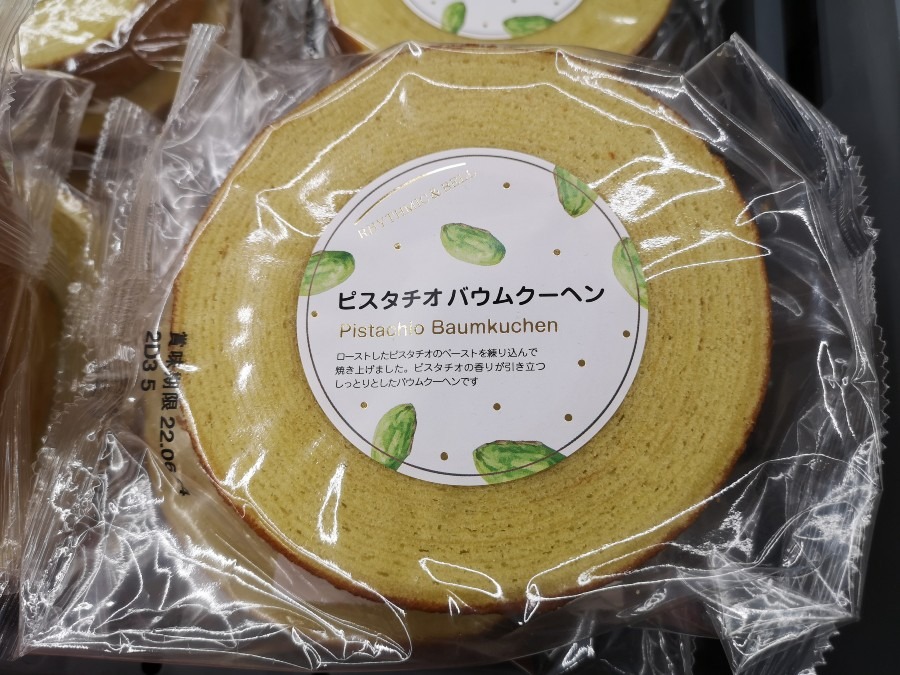 RHYTHREE & BELL
ピスタチオ バウムクーヘン
Pistachio Baumkuchen
ローストしたピスタチオのペーストを練り込んで
焼き上げました。ピスタチオの香りが引き立つ
しっとりとしたバウムクーヘンです
賞味期限 22.06
2D3 5